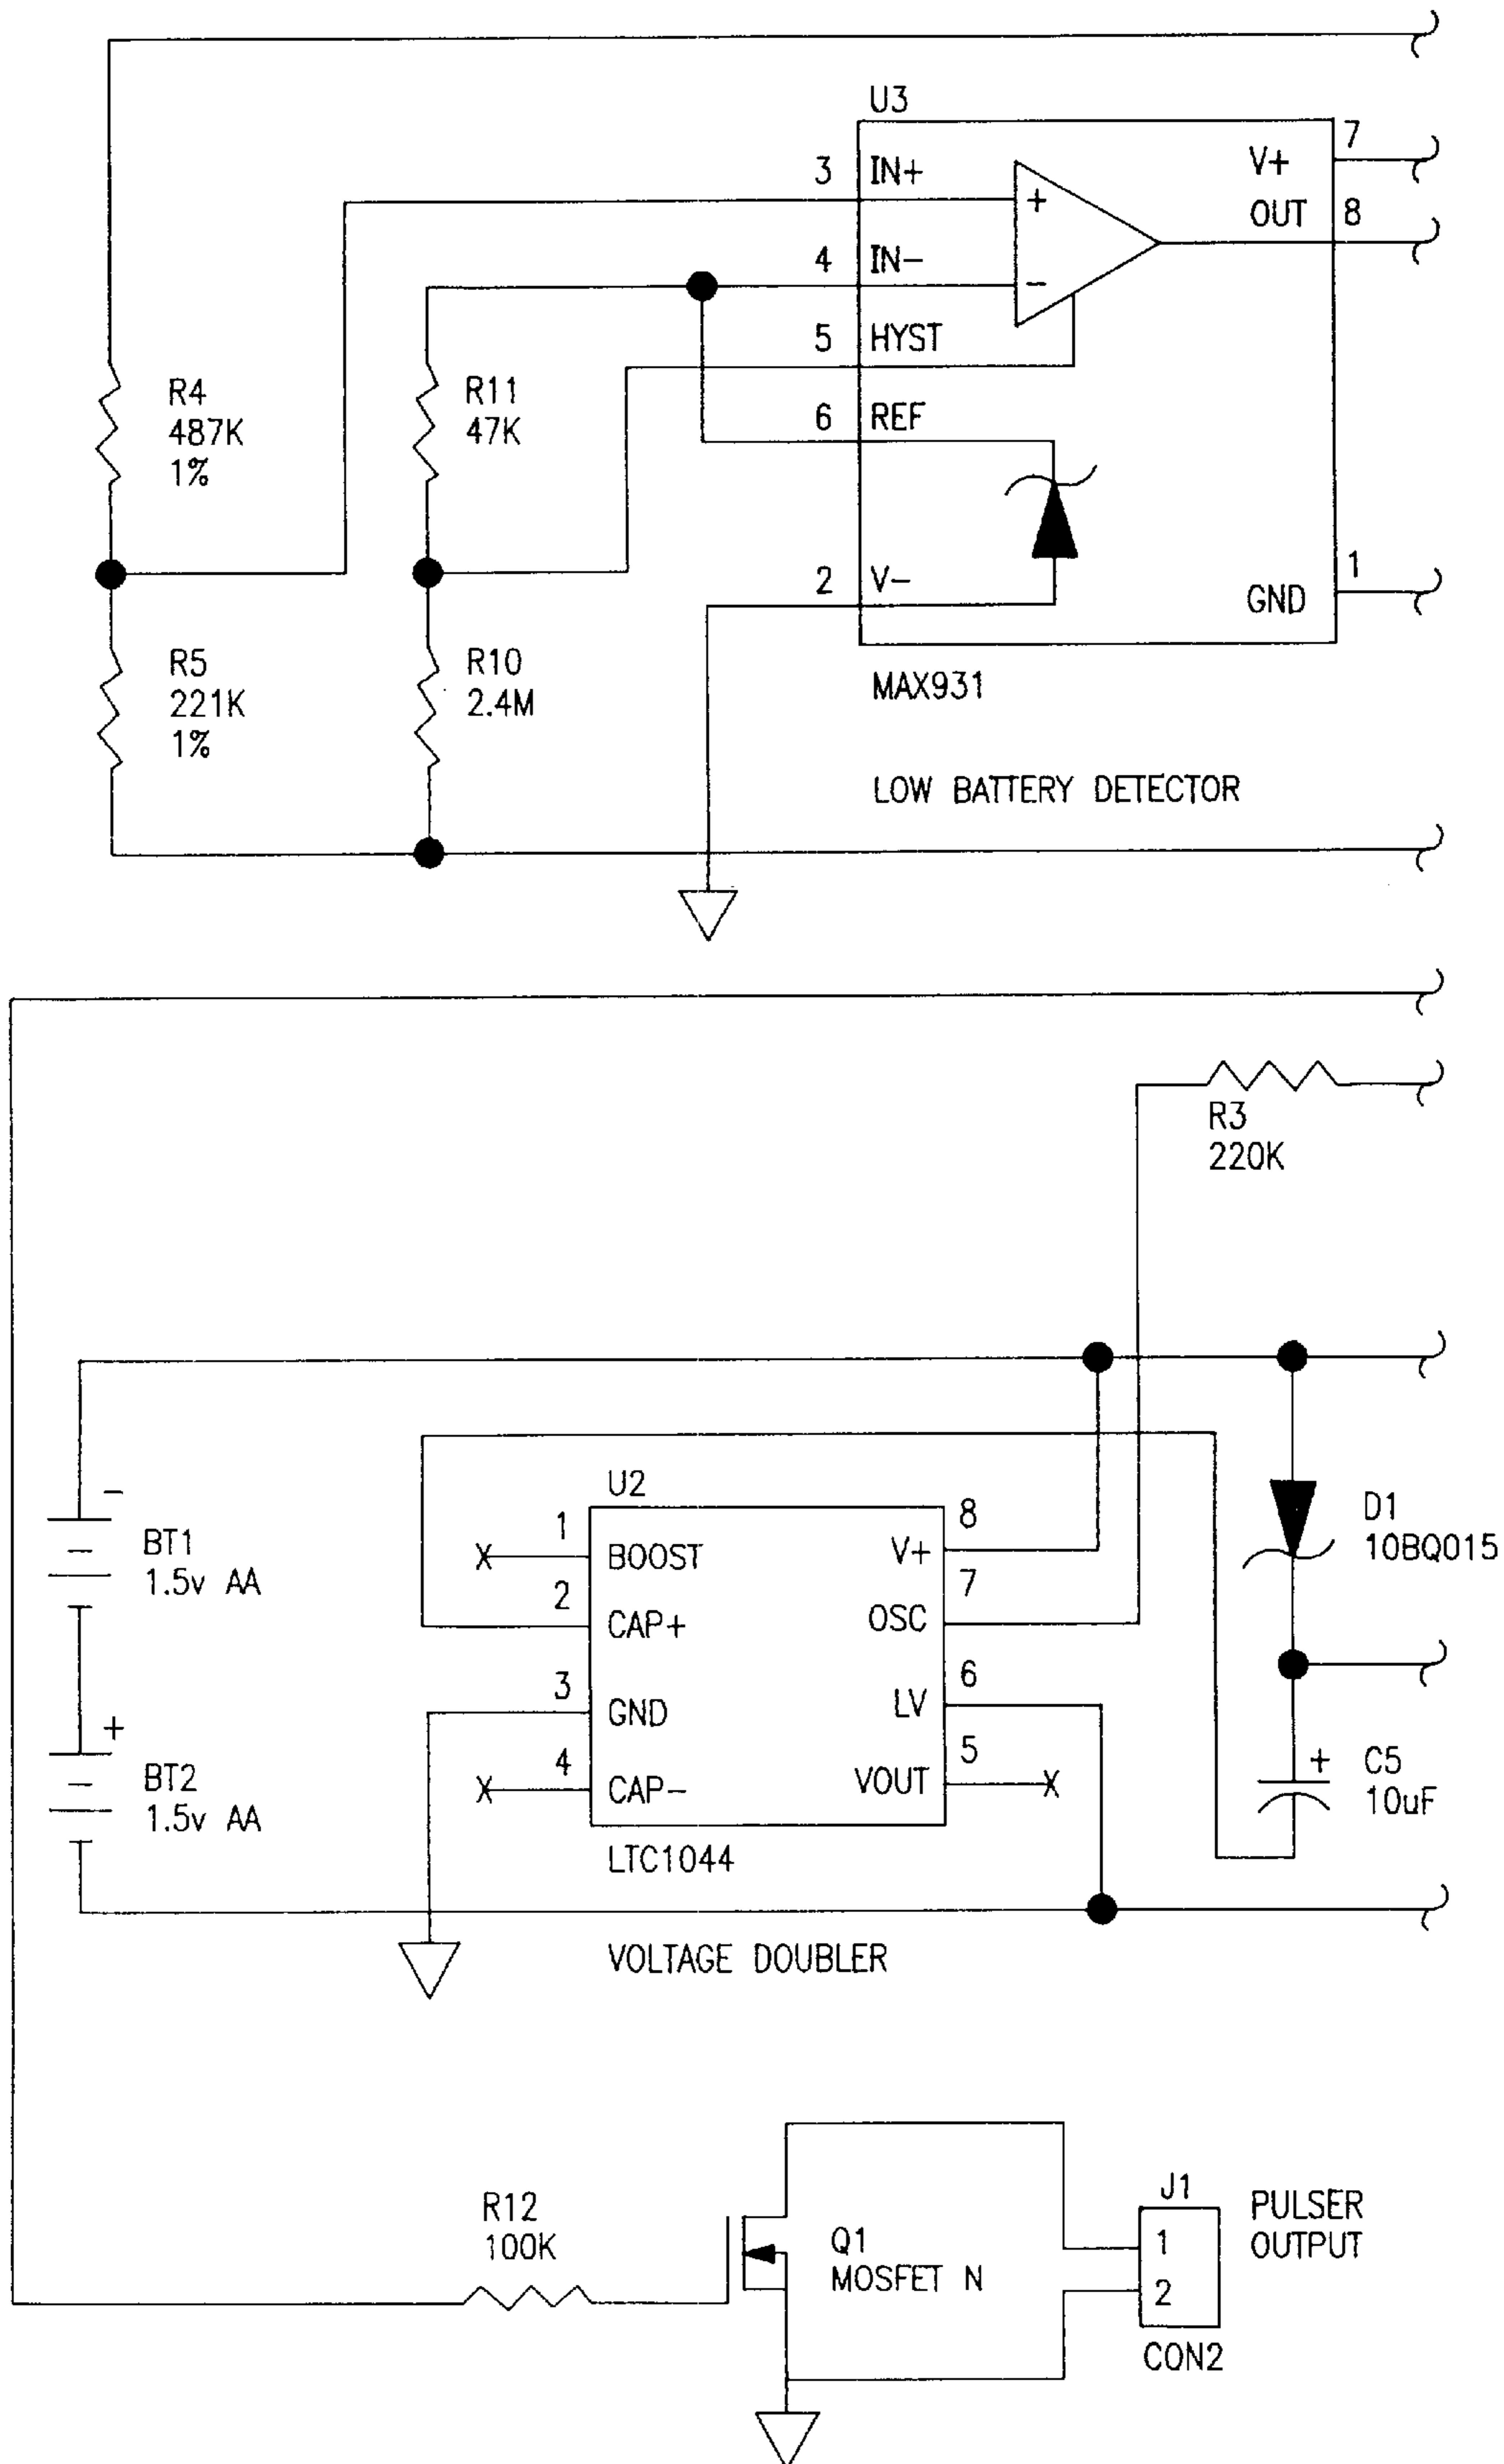 U3
3 IN+
V+ 7
OUT 8
+
4 IN-
-
5 HYST
6 REF
2 V-
GND 1
MAX931
R4
487K
1%
R11
47K
R5
221K
1%
R10
2.4M
LOW BATTERY DETECTOR
R3
220K
-
BT1
1.5v AA
+
BT2
1.5v AA
U2
1 BOOST
X
2 CAP+
3 GND
4 CAP-
X
V+ 8
OSC 7
LV 6
VOUT 5
X
LTC1044
VOLTAGE DOUBLER
D1
10BQ015
+
C5
10uF
R12
100K
Q1
MOSFET N
J1
1
2
CON2
PULSER
OUTPUT